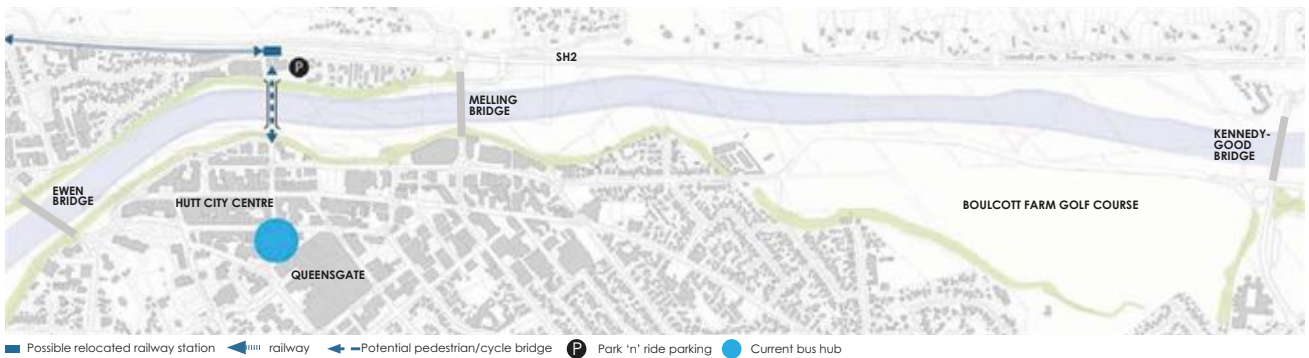 P
SH2
MELLING
BRIDGE
KENNEDY-
GOOD
BRIDGE
EWEN
BRIDGE
HUTT CITY CENTRE
BOULCOTT FARM GOLF COURSE
QUEENSGATE
Possible relocated railway station railway Potential pedestrian/cycle bridge P Park 'n' ride parking Current bus hub